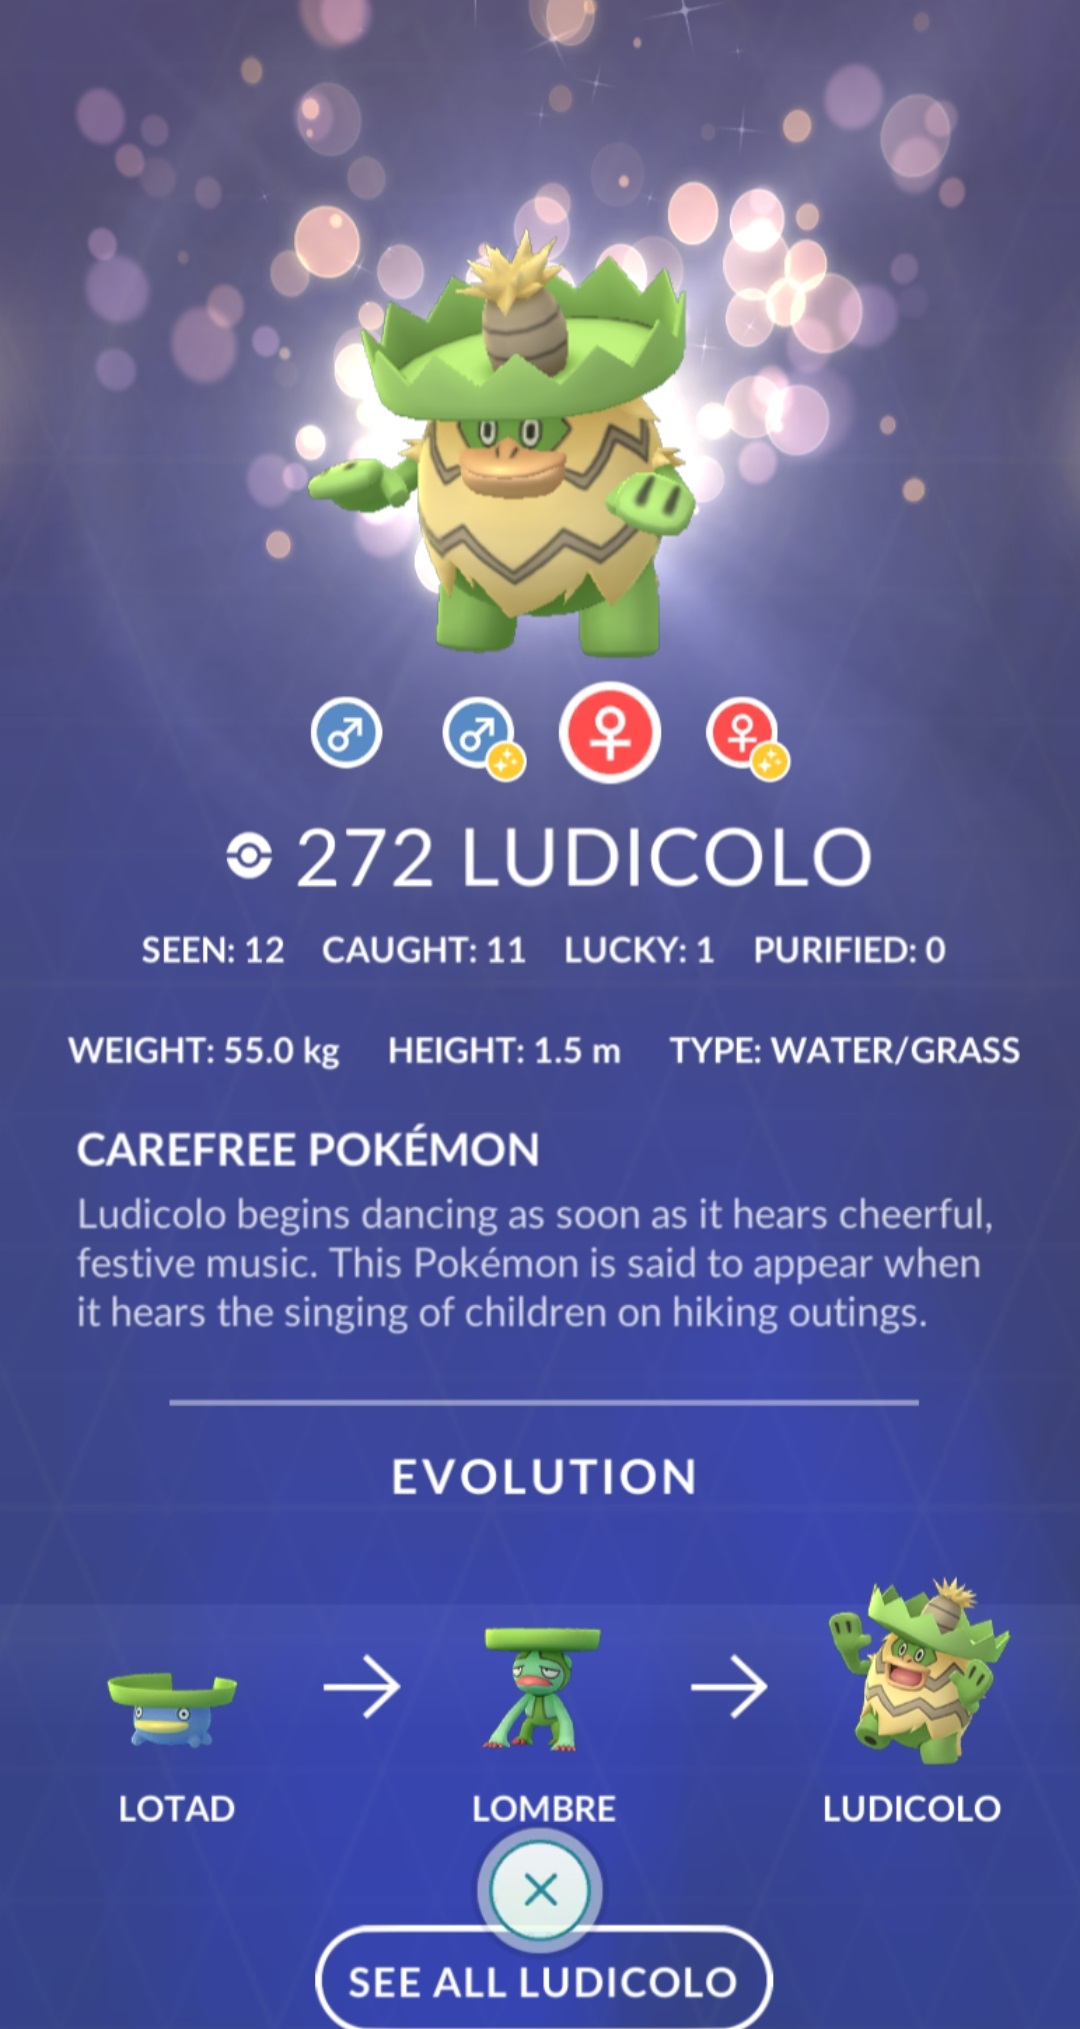 272 LUDICOLO
SEEN: 12 CAUGHT: 11 LUCKY: 1 PURIFIED: 0
WEIGHT: 55.0 kg HEIGHT: 1.5 m TYPE: WATER/GRASS
CAREFREE POKÉMON
Ludicolo begins dancing as soon as it hears cheerful,
festive music. This Pokémon is said to appear when
it hears the singing of children on hiking outings.
EVOLUTION
LOTAD LOMBRE LUDICOLO
SEE ALL LUDICOLO